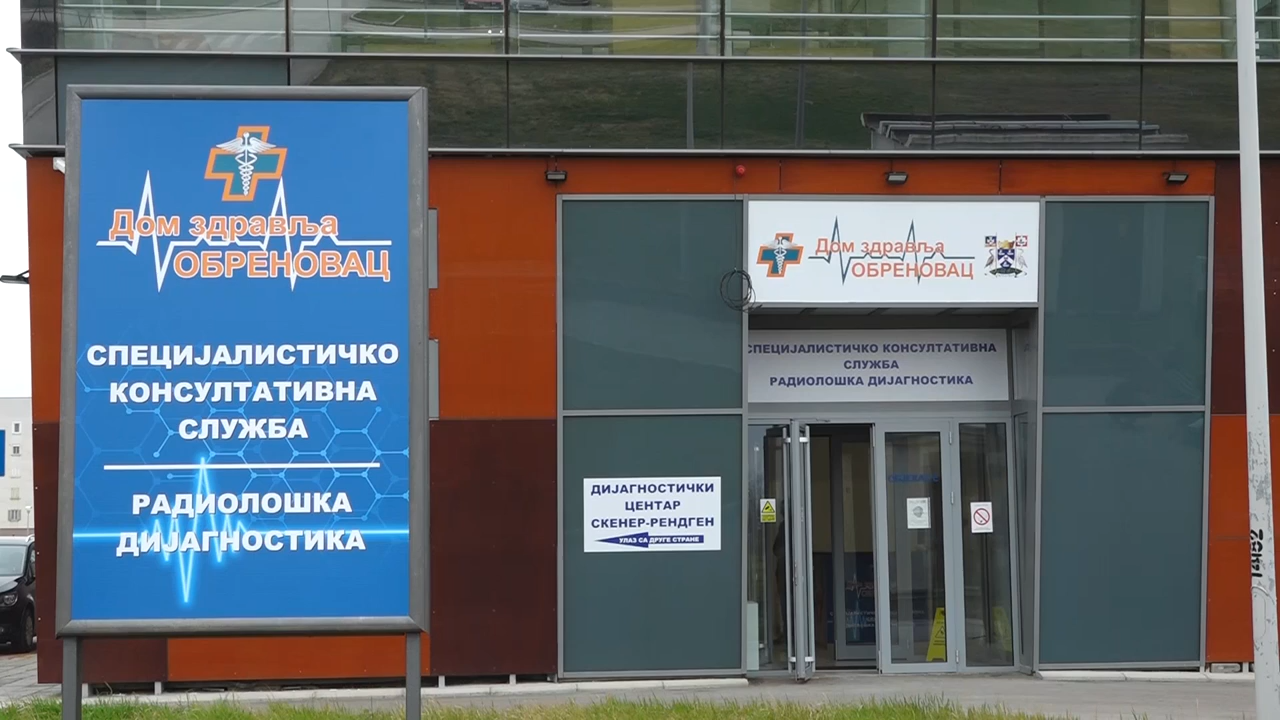 Дом здравља
ОБРЕНОВАЦ
СПЕЦИЈАЛИСТИЧКО
КОНСУЛТАТИВНА
СЛУЖБА
РАДИОЛОШКА
ДИЈАГНОСТИКА
Дом здравља
ОБРЕНОВАЦ
СПЕЦИЈАЛИСТИЧКО КОНСУЛТАТИВНА
СЛУЖБА
РАДИОЛОШКА ДИЈАГНОСТИКА
ДИЈАГНОСТИЧКИ
ЦЕНТАР
СКЕНЕР-РЕНДГЕН
УЛАЗ СА ДРУГЕ СТРАНЕ